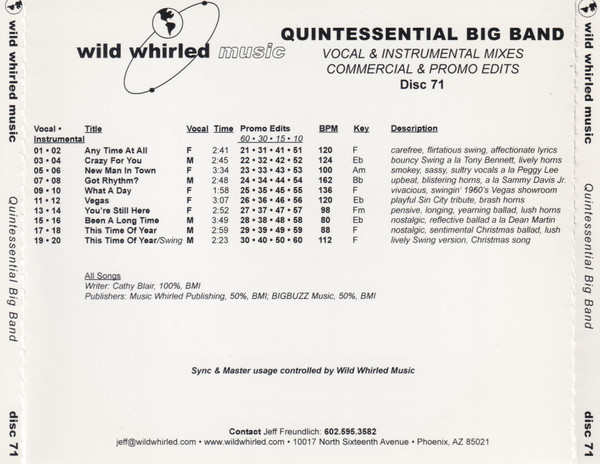 wild whirled music
Quintessential Big Band
disc 71
wild whirled music
QUINTESSENTIAL BIG BAND
VOCAL & INSTRUMENTAL MIXES
COMMERCIAL & PROMO EDITS
Disc 71
Vocal • Title Vocal Time Promo Edits BPM Key Description
Instrumental 60 • 30 • 15 • 10
01 • 02 Any Time At All F 2:41 21 • 31 • 41 • 51 120 F carefree, flirtatious swing, affectionate lyrics
03 • 04 Crazy For You M 2:45 22 • 32 • 42 • 52 124 Eb bouncy Swing a la Tony Bennett, lively horns
05 • 06 New Man In Town F 3:34 23 • 33 • 43 • 53 100 Am smokey, sassy, sultry vocals a la Peggy Lee
07 • 08 Got Rhythm? M 2:50 24 • 34 • 44 • 54 162 Bb upbeat, blistering horns, a la Sammy Davis Jr.
09 • 10 What A Day F 1:58 25 • 35 • 45 • 55 136 F vivacious, swingin' 1960's Vegas showroom
11 • 12 Vegas F 3:07 26 • 36 • 46 • 56 120 Eb playful Sin City tribute, brash horns
13 • 14 You're Still Here F 2:52 27 • 37 • 47 • 57 98 Fm pensive, longing, yearning ballad, lush horns
15 • 16 Been A Long Time M 3:49 28 • 38 • 48 • 58 80 Eb nostalgic, reflective ballad a la Dean Martin
17 • 18 This Time Of Year M 2:59 29 • 39 • 49 • 59 88 F nostalgic, sentimental Christmas ballad, lush
19 • 20 This Time Of Year/Swing M 2:23 30 • 40 • 50 • 60 112 F lively Swing version, Christmas song
All Songs
Writer: Cathy Blair, 100%, BMI
Publishers: Music Whirled Publishing, 50%, BMI; BIGBUZZ Music, 50%, BMI
Sync & Master usage controlled by Wild Whirled Music
Contact Jeff Freundlich: 602.595.3582
jeff@wildwhirled.com • www.wildwhirled.com • 10017 North Sixteenth Avenue • Phoenix, AZ 85021
wild whirled music
Quintessential Big Band
disc 71